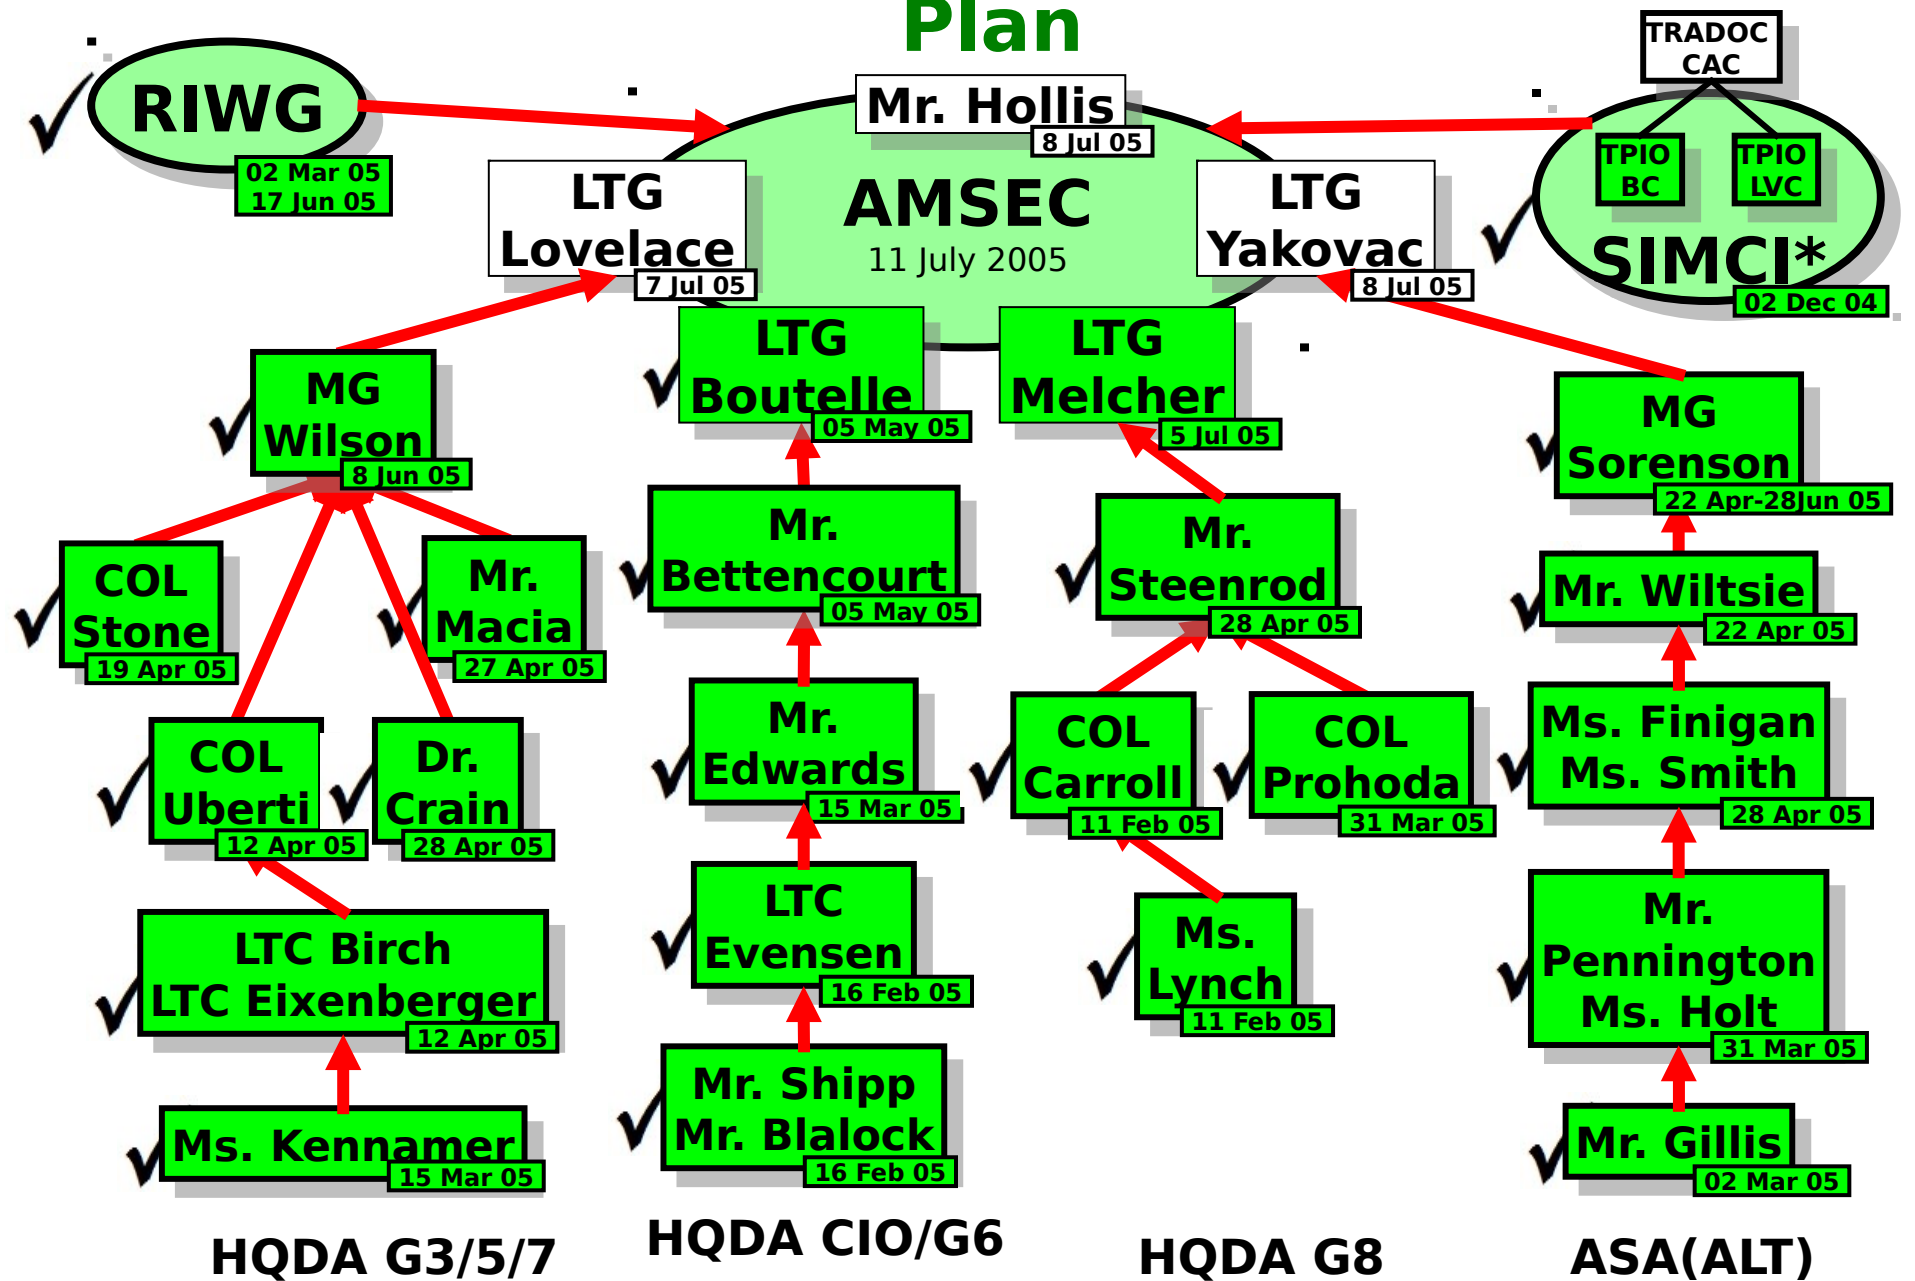 Plan
RIWG
02 Mar 05
17 Jun 05
Mr. Hollis
8 Jul 05
TRADOC
CAC
TPIO
BC
TPIO
LVC
SIMCI*
02 Dec 04
LTG
Lovelace
7 Jul 05
AMSEC
11 July 2005
LTG
Yakovac
8 Jul 05
MG
Wilson
8 Jun 05
LTG
Boutelle
05 May 05
LTG
Melcher
5 Jul 05
MG
Sorenson
22 Apr-28Jun 05
COL
Stone
19 Apr 05
Mr.
Macia
27 Apr 05
Mr.
Bettencourt
05 May 05
Mr.
Steenrod
28 Apr 05
Mr. Wiltsie
22 Apr 05
COL
Uberti
12 Apr 05
Dr.
Crain
28 Apr 05
Mr.
Edwards
15 Mar 05
COL
Carroll
11 Feb 05
COL
Prohoda
31 Mar 05
Ms. Finigan
Ms. Smith
28 Apr 05
LTC Birch
LTC Eixenberger
12 Apr 05
LTC
Evensen
16 Feb 05
Ms.
Lynch
11 Feb 05
Mr.
Pennington
Ms. Holt
31 Mar 05
Ms. Kennamer
15 Mar 05
Mr. Shipp
Mr. Blalock
16 Feb 05
Mr. Gillis
02 Mar 05
HQDA G3/5/7
HQDA CIO/G6
HQDA G8
ASA(ALT)